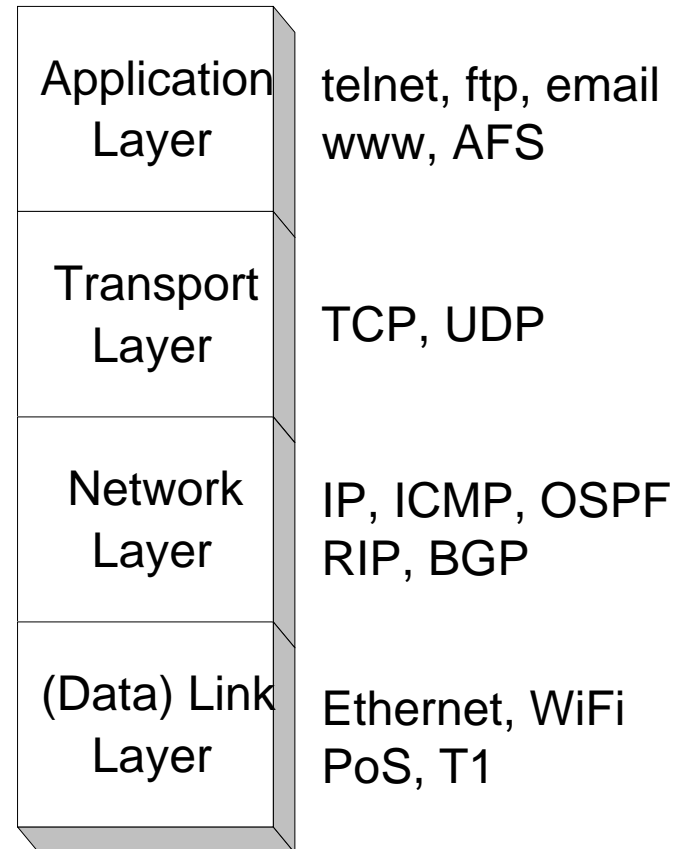 Application
Layer
telnet, ftp, email
www, AFS
Transport
Layer
TCP, UDP
Network
Layer
IP, ICMP, OSPF
RIP, BGP
(Data) Link
Layer
Ethernet, WiFi
PoS, T1